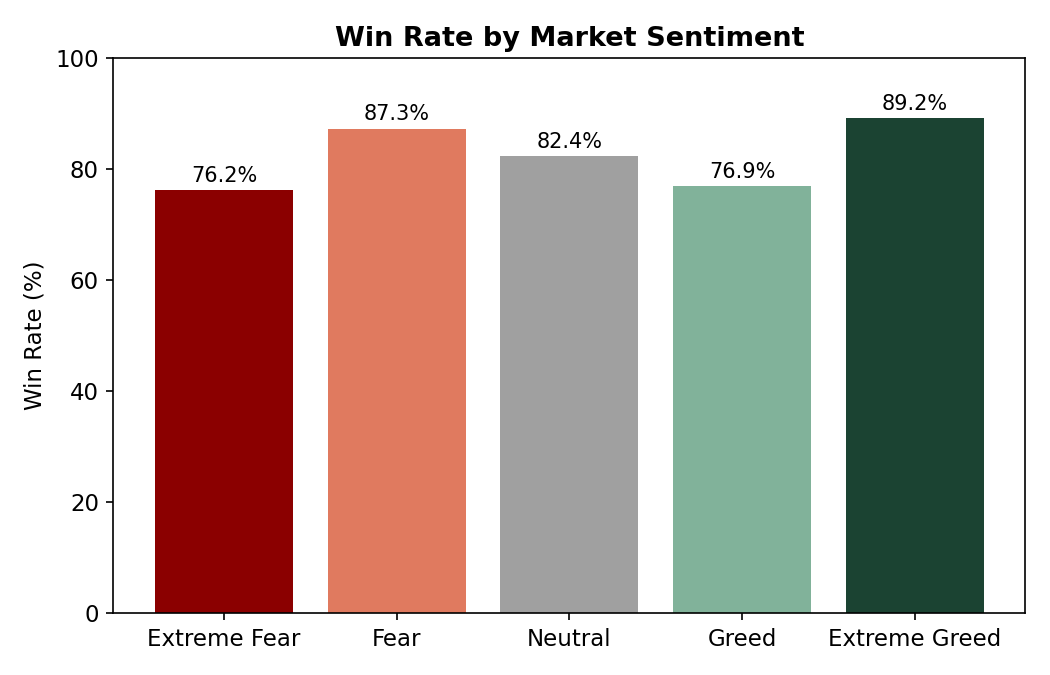 Win Rate by Market Sentiment
Win Rate (%)
100
80
60
40
20
0
76.2%
87.3%
82.4%
76.9%
89.2%
Extreme Fear
Fear
Neutral
Greed
Extreme Greed